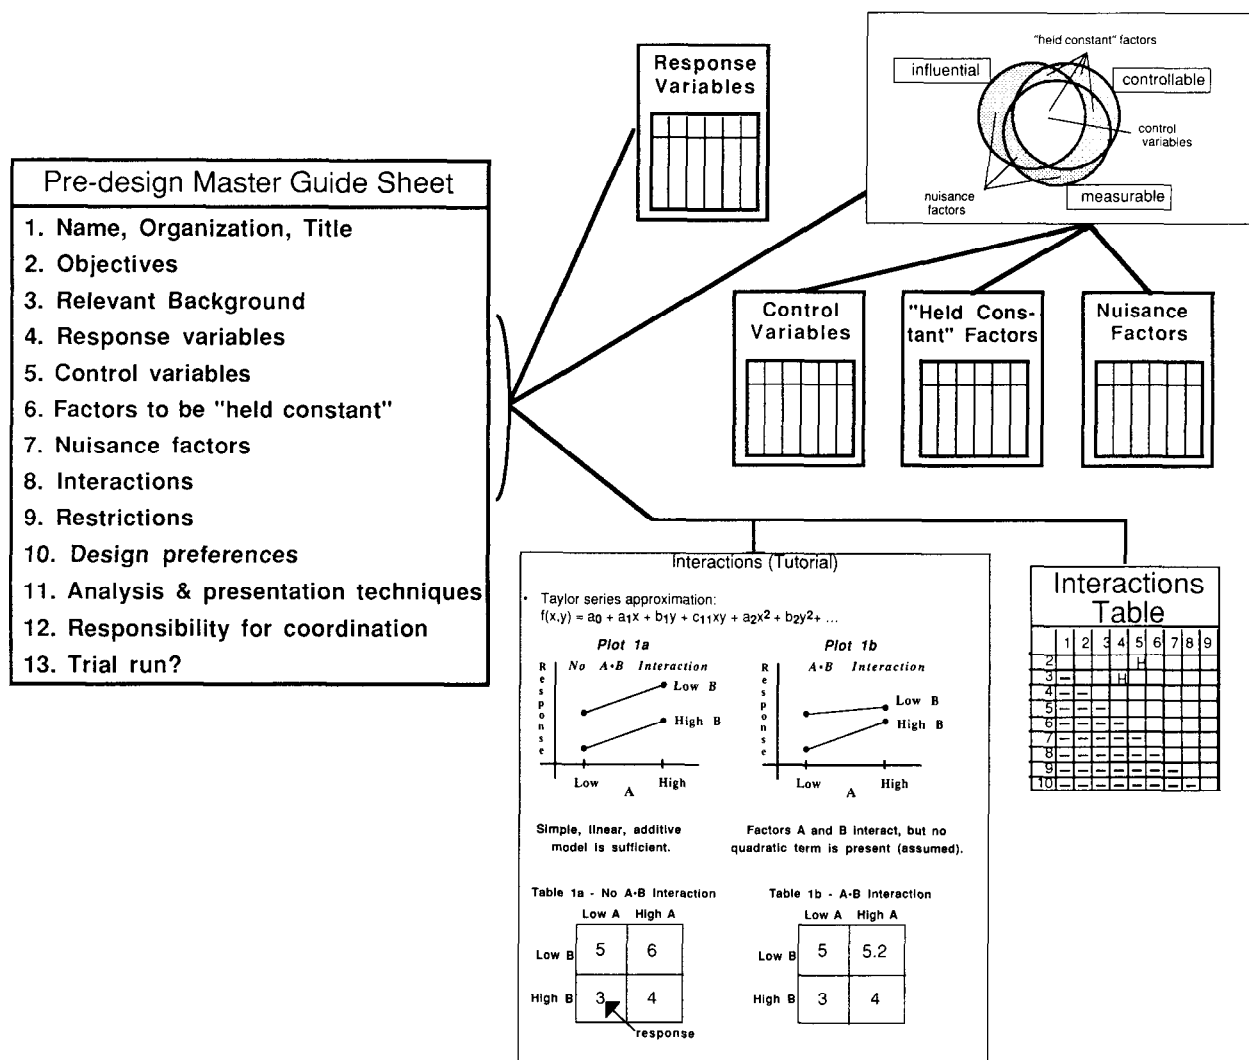 Pre-design Master Guide Sheet
1. Name, Organization, Title
2. Objectives
3. Relevant Background
4. Response variables
5. Control variables
6. Factors to be "held constant"
7. Nuisance factors
8. Interactions
9. Restrictions
10. Design preferences
11. Analysis & presentation techniques
12. Responsibility for coordination
13. Trial run?
Response
Variables
"held constant" factors
influential
controllable
control
variables
nuisance
factors
measurable
Control
Variables
"Held Cons-
tant" Factors
Nuisance
Factors
Interactions (Tutorial)
• Taylor series approximation:
f(x,y) = a0 + a1x + b1y + c11xy + a2x² + b2y²+ ...
Plot 1a
No A•B Interaction
Response
Low B
High B
Low
High
A
Simple, linear, additive
model is sufficient.
Plot 1b
A•B Interaction
Response
Low B
High B
Low
High
A
Factors A and B interact, but no
quadratic term is present (assumed).
Table 1a - No A•B Interaction
Low A High A
Low B 5 6
High B 3 4
response
Table 1b - A•B Interaction
Low A High A
Low B 5 5.2
High B 3 4
Interactions
Table
1 2 3 4 5 6 7 8 9
2 H
3 – H
4 – –
5 – – –
6 – – – –
7 – – – – –
8 – – – – – –
9 – – – – – – –
10 – – – – – – – –